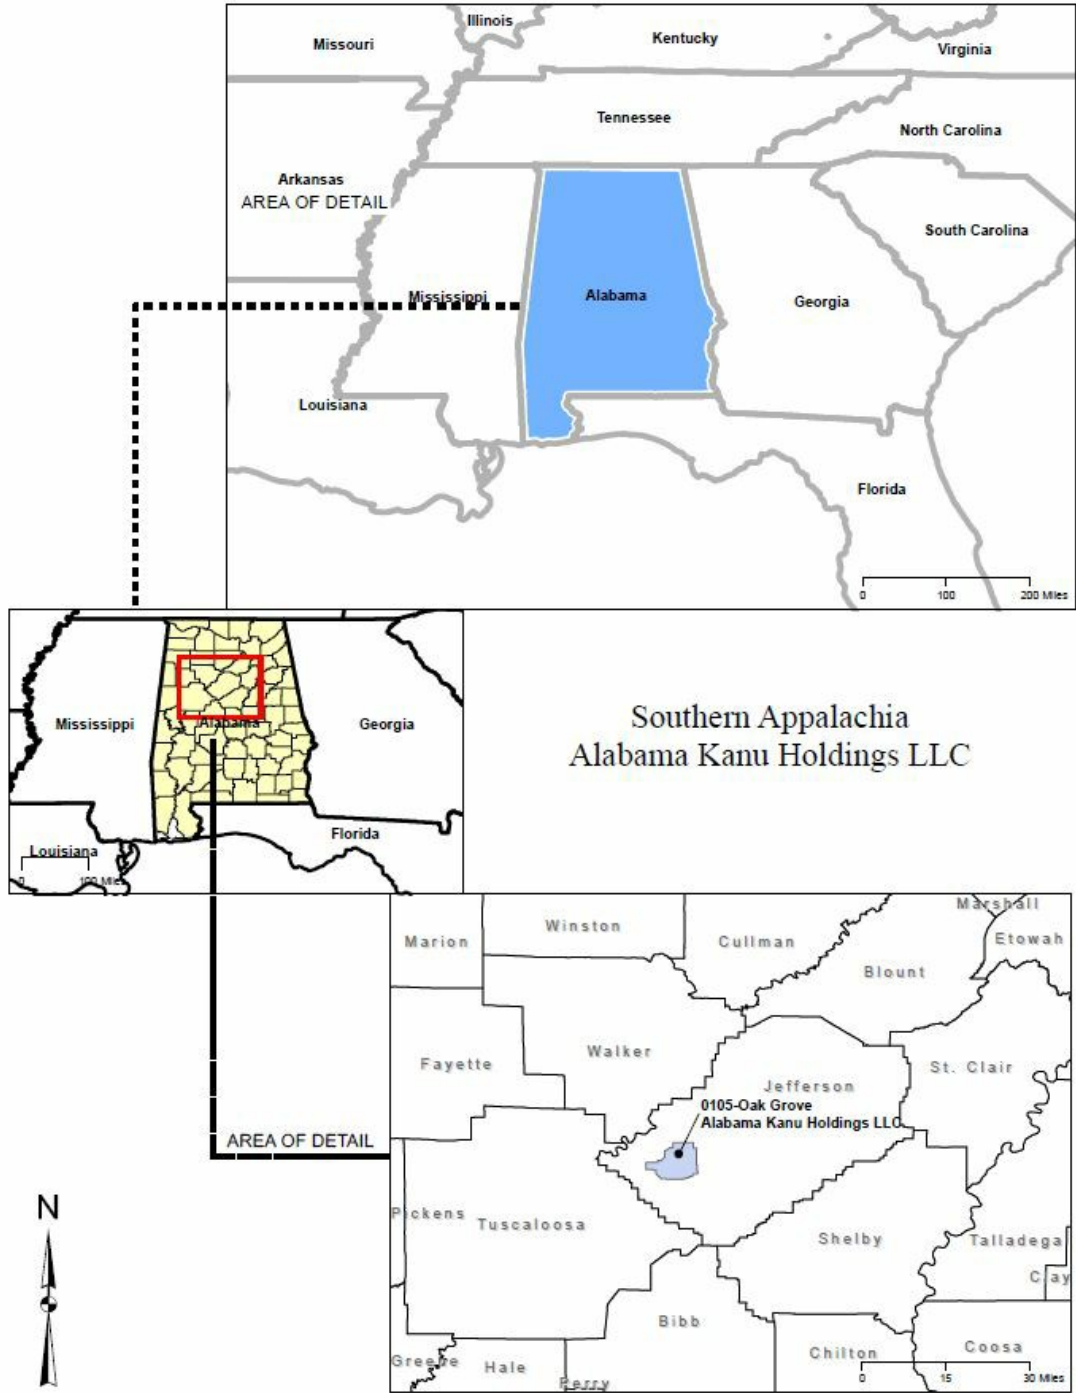 Illinois
Missouri
Kentucky
Virginia
Tennessee
North Carolina
Arkansas
AREA OF DETAIL
South Carolina
Mississippi
Alabama
Georgia
Louisiana
Florida
0 100 200 Miles
Mississippi
Alabama
Georgia
Florida
Louisiana
0 100 Miles
Southern Appalachia
Alabama Kanu Holdings LLC
Marshall
Marion
Winston
Cullman
Etowah
Blount
Fayette
Walker
St. Clair
Jefferson
0105-Oak Grove
Alabama Kanu Holdings LLC
AREA OF DETAIL
N
Pickens
Tuscaloosa
Shelby
Talladega
Clay
Bibb
Greene
Hale
Perry
Chilton
Coosa
0 15 30 Miles